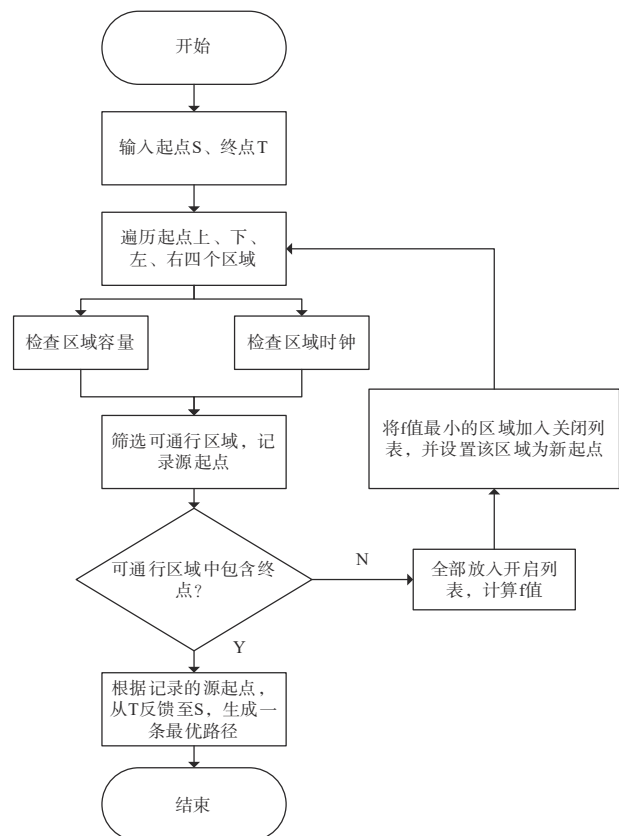 开始
输入起点S、终点T
遍历起点上、下、
左、右四个区域
检查区域容量
检查区域时钟
筛选可通行区域，记
录源起点
将f值最小的区域加入关闭列
表，并设置该区域为新起点
可通行区域中包含终
点？
N
全部放入开启列
表，计算f值
Y
根据记录的源起点，
从T反馈至S，生成一
条最优路径
结束